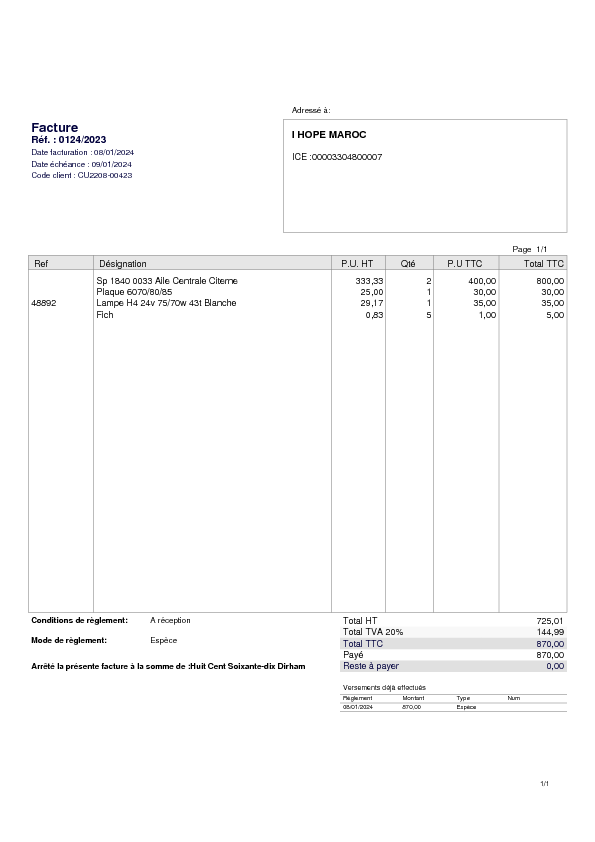 Adressé à:
Facture
Réf. : 0124/2023
Date facturation : 08/01/2024
Date échéance : 09/01/2024
Code client : CU2208-00423
I HOPE MAROC
ICE :00003304800007
Page 1/1
Ref Désignation P.U. HT Qté P.U TTC Total TTC
Sp 1840 0033 Aile Centrale Citerne 333,33 2 400,00 800,00
Plaque 6070/80/85 25,00 1 30,00 30,00
48892 Lampe H4 24v 75/70w 43t Blanche 29,17 1 35,00 35,00
Fich 0,83 5 1,00 5,00
Conditions de règlement: A réception
Total HT 725,01
Total TVA 20% 144,99
Mode de règlement: Espèce
Total TTC 870,00
Payé 870,00
Arrêté la présente facture à la somme de :Huit Cent Soixante-dix Dirham
Reste à payer 0,00
Versements déjà effectués
Règlement Montant Type Num
08/01/2024 870,00 Espèce
1/1